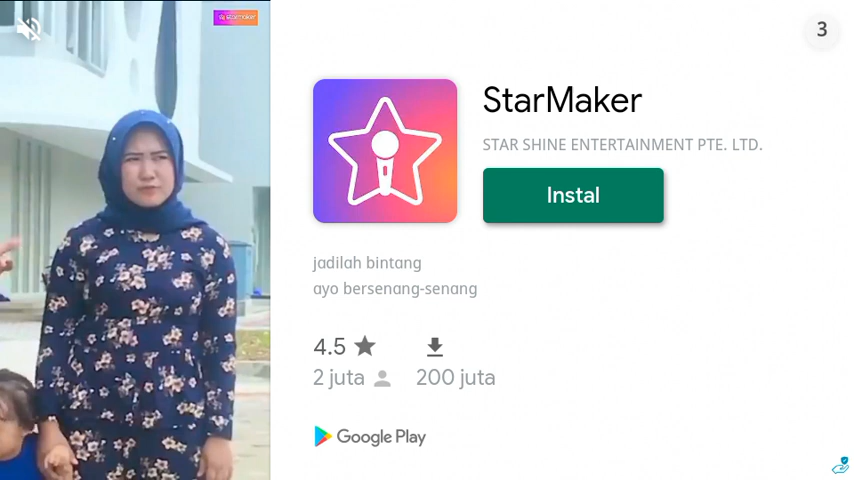 StarMaker
3
StarMaker
STAR SHINE ENTERTAINMENT PTE. LTD.
Instal
jadilah bintang
ayo bersenang-senang
4.5
2 juta
200 juta
Google Play